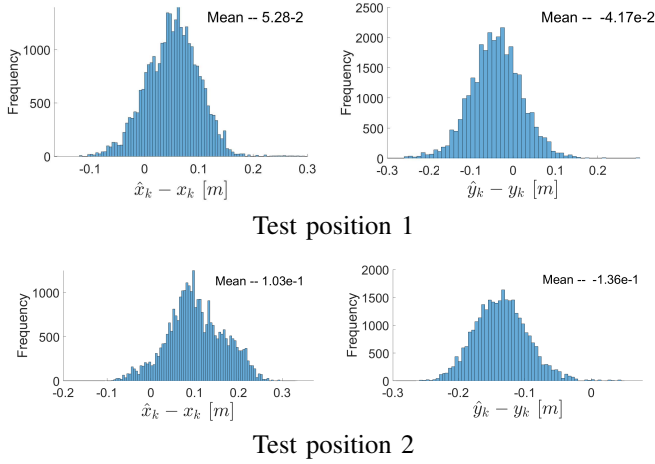 Mean -- 5.28-2
Frequency
1000
500
0
-0.1 0 0.1 0.2 0.3
x̂ₖ − xₖ [m]
Mean -- -4.17e-2
Frequency
2500
2000
1500
1000
500
0
-0.3 -0.2 -0.1 0 0.2
ŷₖ − yₖ [m]
Test position 1
Mean -- 1.03e-1
Frequency
1000
500
0
-0.2 -0.1 0 0.1 0.2 0.3
x̂ₖ − xₖ [m]
Mean -- -1.36e-1
Frequency
2000
1500
1000
500
0
-0.3 -0.2 -0.1 0
ŷₖ − yₖ [m]
Test position 2